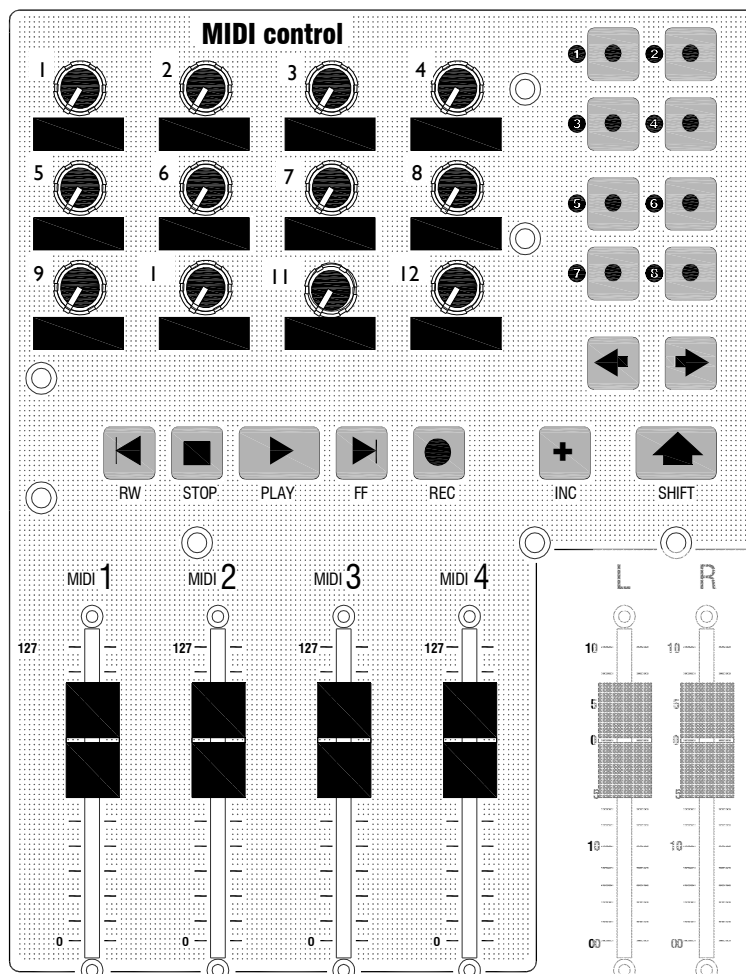 MIDI control
1 2 3 4
1 2
3 4
5 6 7 8
5 6
9 1 11 12
7 8
RW STOP PLAY FF REC INC SHIFT
MIDI 1 MIDI 2 MIDI 3 MIDI 4 L R
127 127 127 127 10 10
5 5
0 0
5 5
10 10
0 0 0 0 00 00